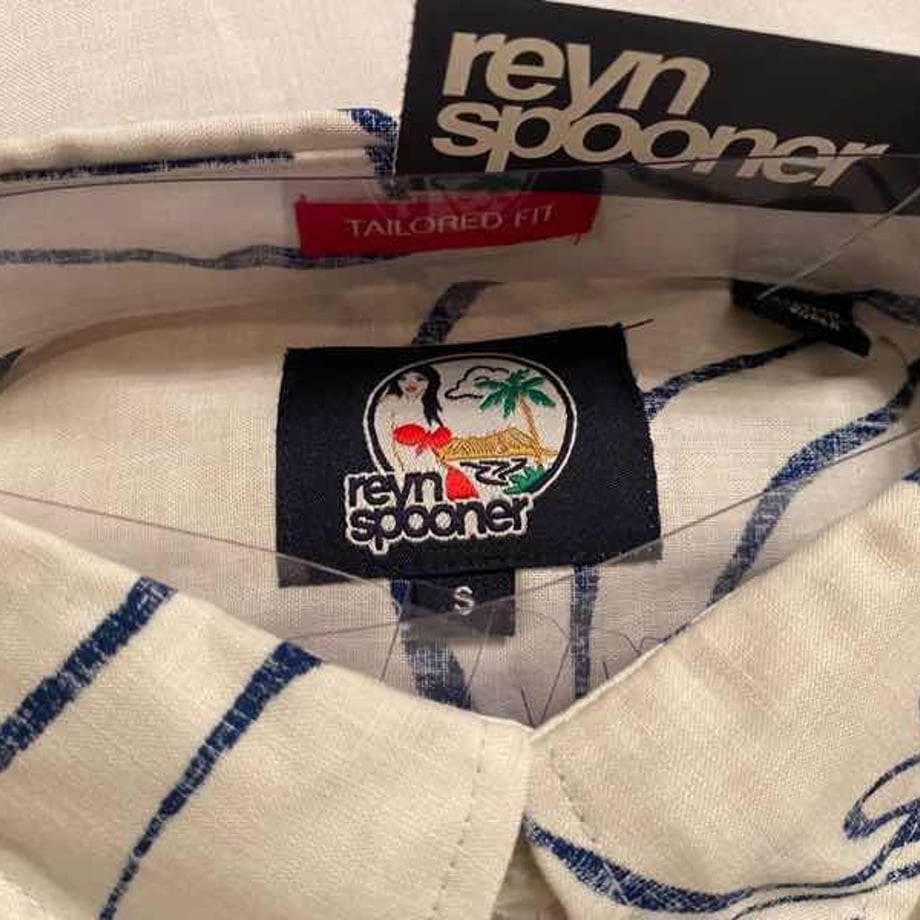 reyn
spooner
TAILORED FIT
reyn
spooner
S